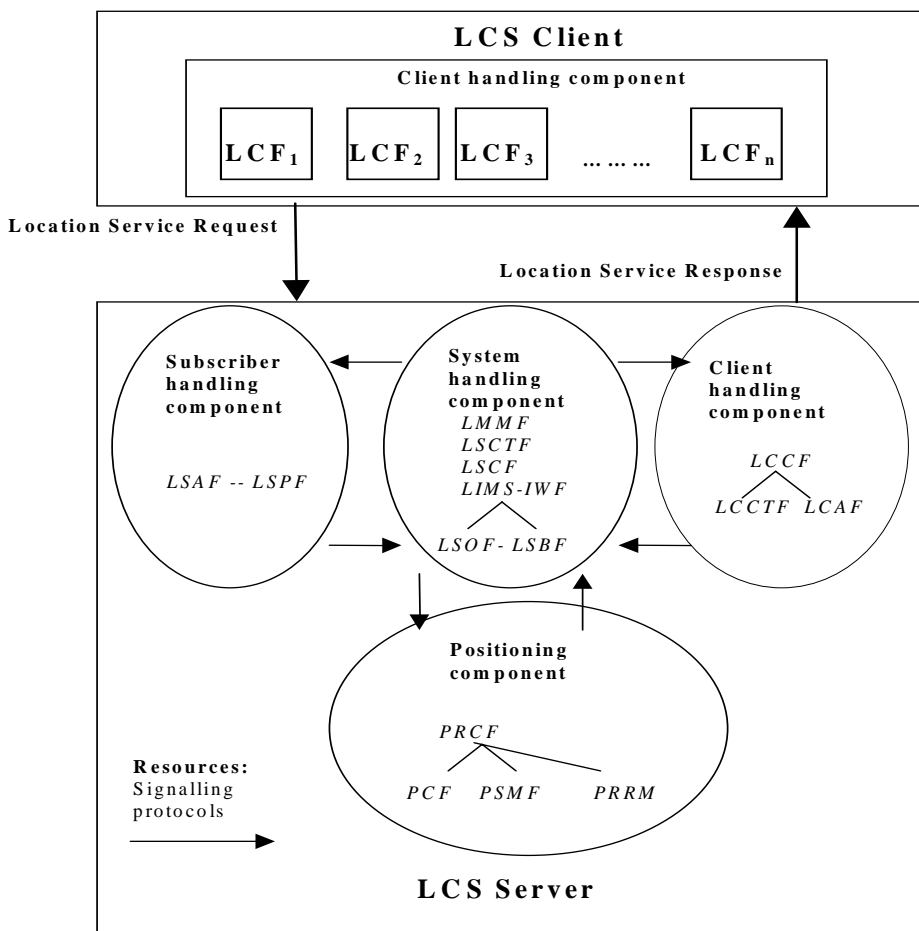 LCS Client
Client handling component
LCF1 LCF2 LCF3 ... ... ... LCFn
Location Service Request
Location Service Response
Subscriber
handling
component
LSAF -- LSPF
System
handling
component
LMMF
LSCTF
LSCF
LIMS-IWF
LSOF- LSBF
Client
handling
component
LCCF
LCCTF LCAF
Positioning
component
PRCF
PCF PSMF PRRM
Resources:
Signalling
protocols
LCS Server